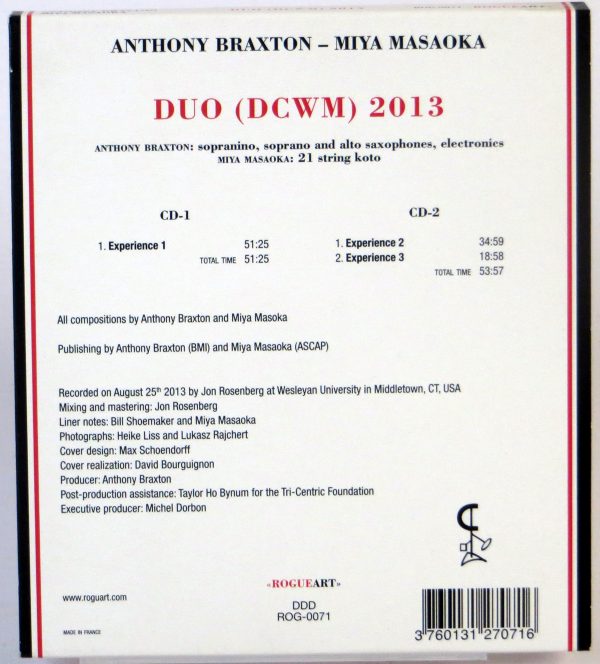 ANTHONY BRAXTON – MIYA MASAOKA
DUO (DCWM) 2013
ANTHONY BRAXTON: sopranino, soprano and alto saxophones, electronics
MIYA MASAOKA: 21 string koto
CD-1
1. Experience 1 51:25
TOTAL TIME 51:25
CD-2
1. Experience 2 34:59
2. Experience 3 18:58
TOTAL TIME 53:57
All compositions by Anthony Braxton and Miya Masoka
Publishing by Anthony Braxton (BMI) and Miya Masaoka (ASCAP)
Recorded on August 25th 2013 by Jon Rosenberg at Wesleyan University in Middletown, CT, USA
Mixing and mastering: Jon Rosenberg
Liner notes: Bill Shoemaker and Miya Masaoka
Photographs: Heike Liss and Lukasz Rajchert
Cover design: Max Schoendorff
Cover realization: David Bourguignon
Producer: Anthony Braxton
Post-production assistance: Taylor Ho Bynum for the Tri-Centric Foundation
Executive producer: Michel Dorbon
www.roguart.com
MADE IN FRANCE
«ROGUEART»
DDD
ROG-0071
3 760131 270716